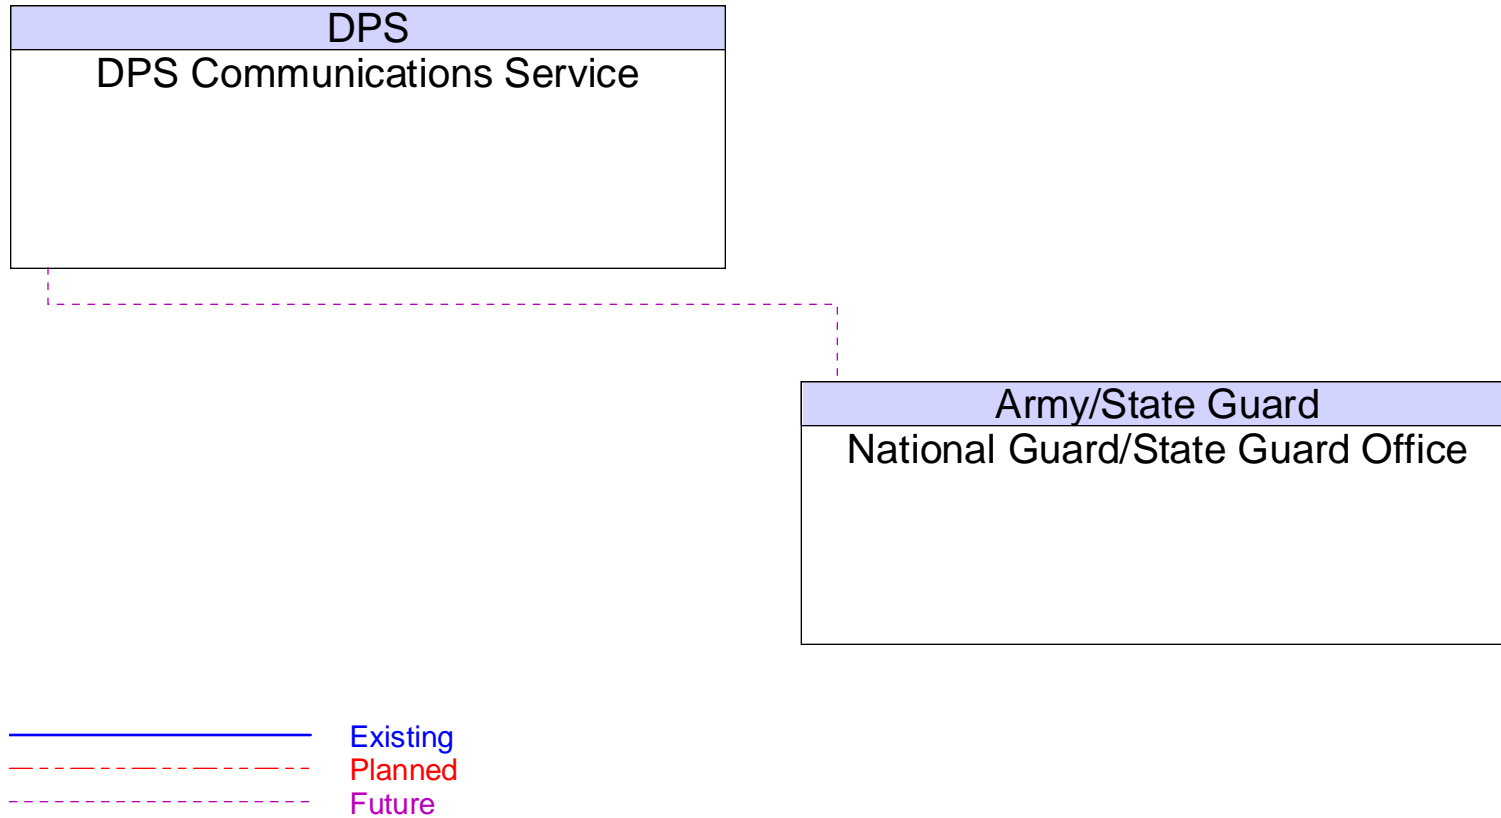 DPS
DPS Communications Service
Army/State Guard
National Guard/State Guard Office
Existing
Planned
Future